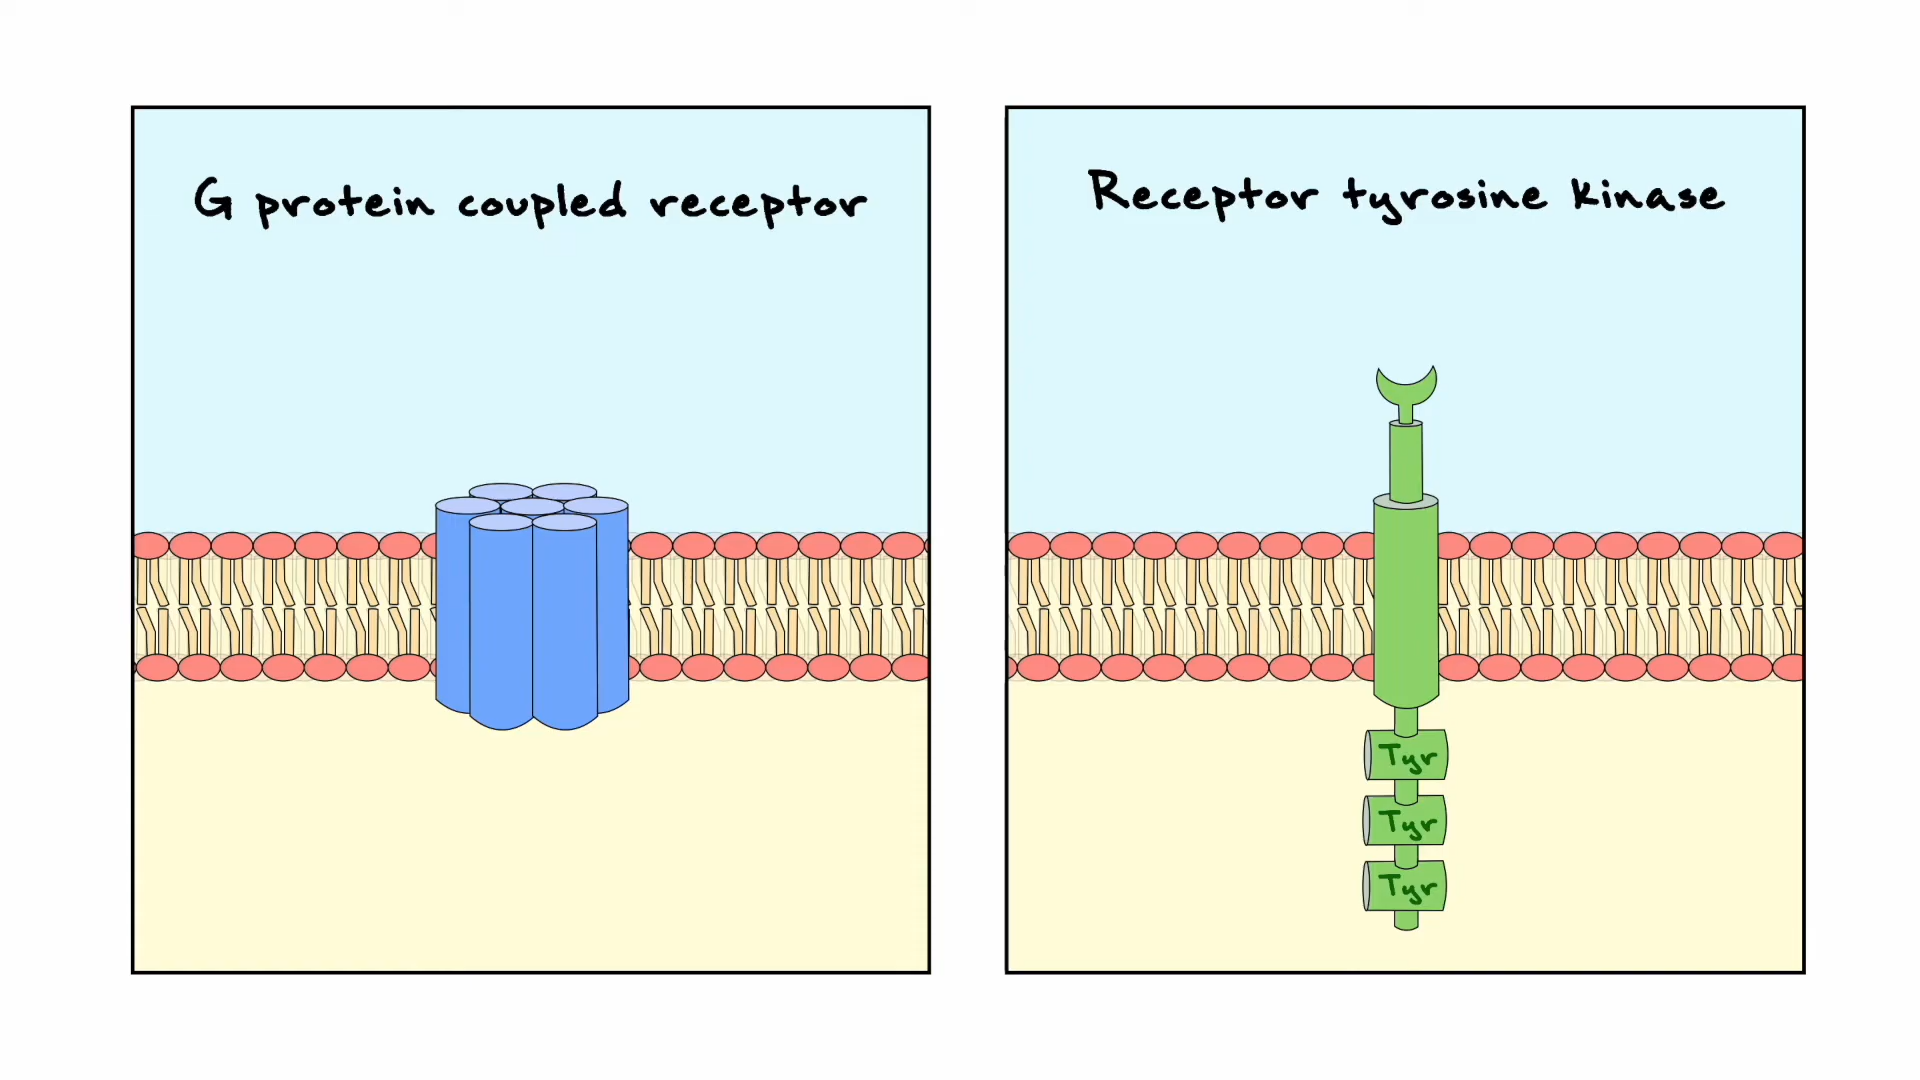 G protein coupled receptor
Receptor tyrosine kinase
Tyr
Tyr
Tyr